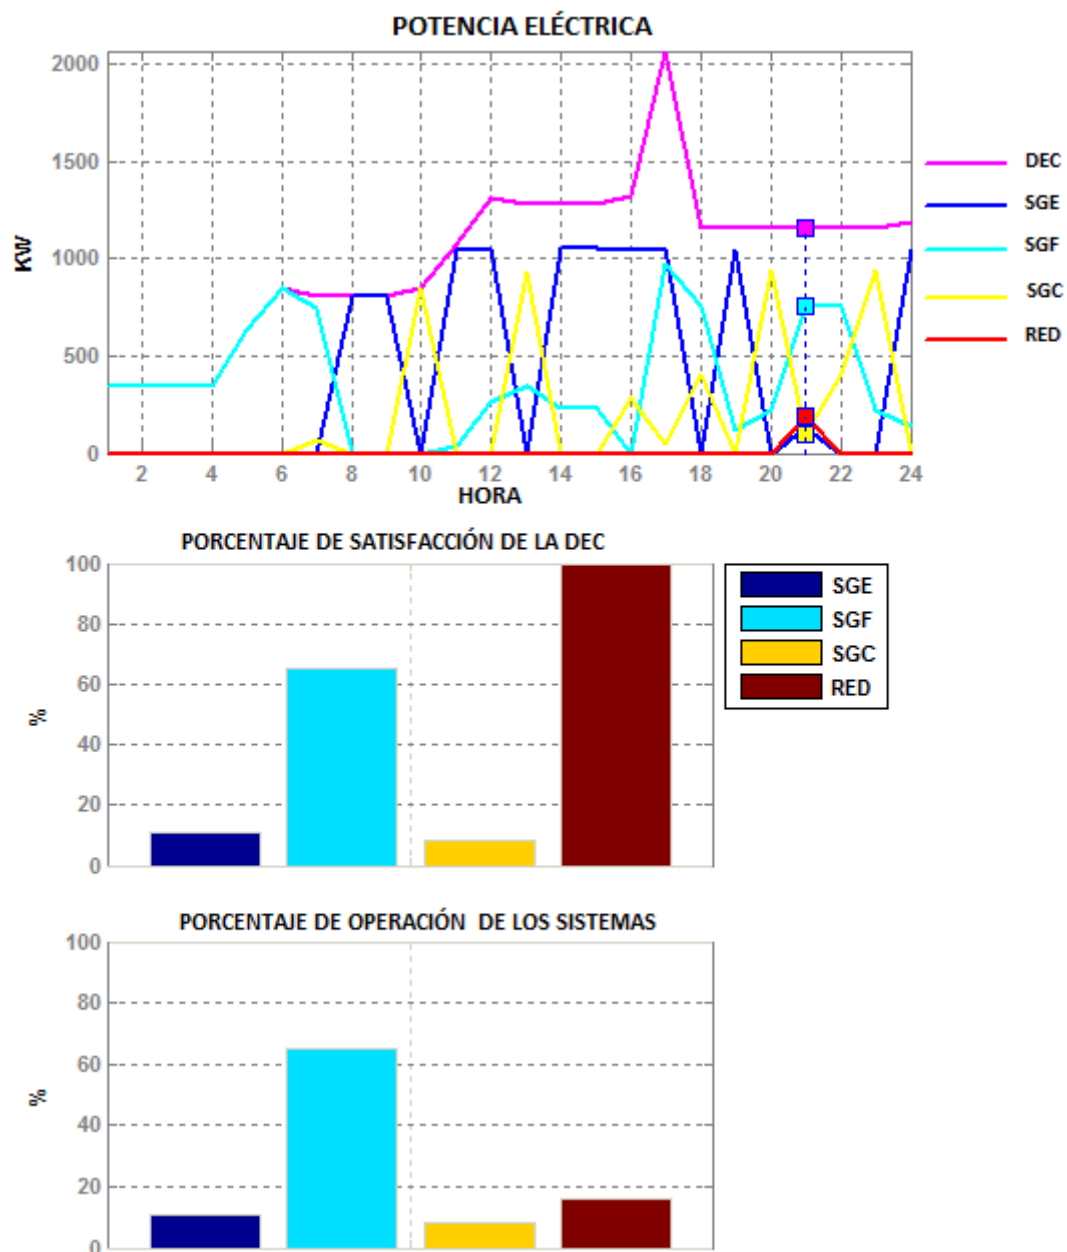 POTENCIA ELÉCTRICA
2000
1500
1000
500
0
KW
2 4 6 8 10 12 14 16 18 20 22 24
HORA
DEC
SGE
SGF
SGC
RED
PORCENTAJE DE SATISFACCIÓN DE LA DEC
100
80
60
40
20
0
%
SGE
SGF
SGC
RED
PORCENTAJE DE OPERACIÓN DE LOS SISTEMAS
100
80
60
40
20
0
%